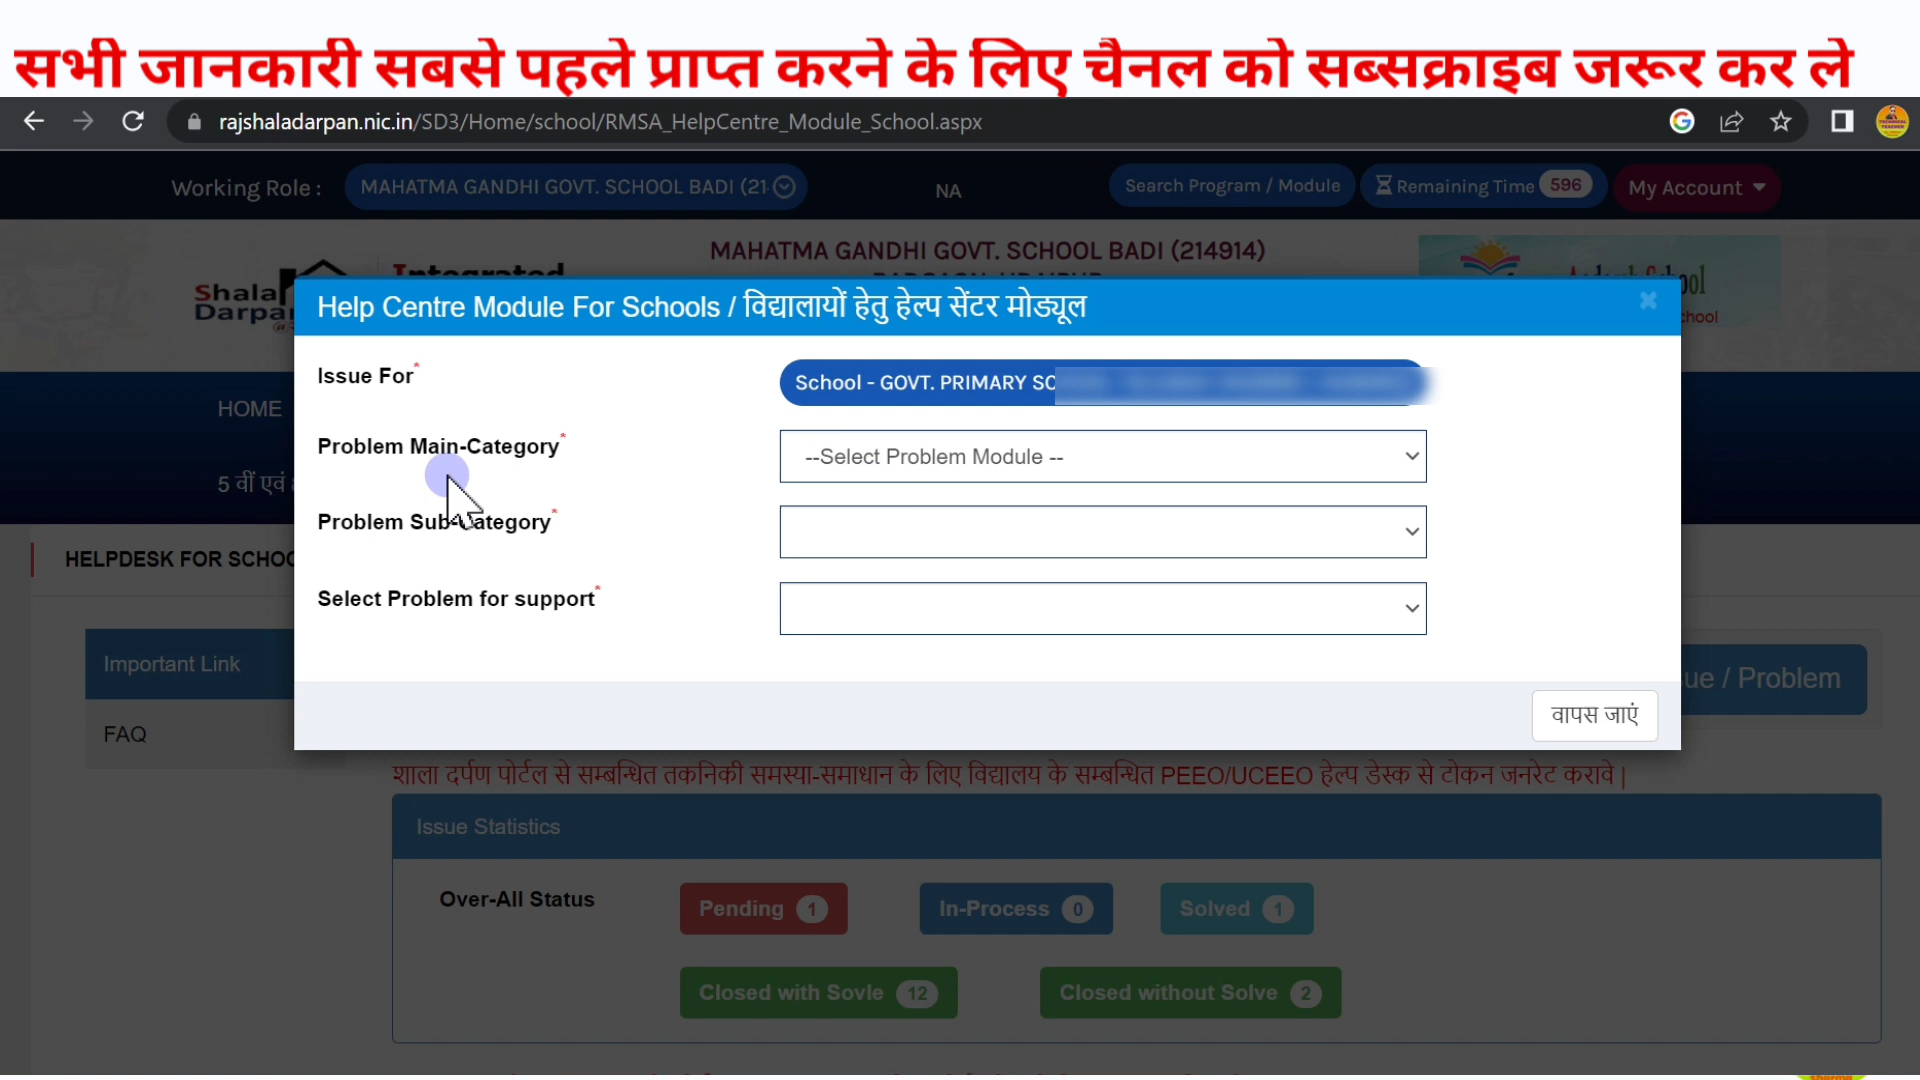 सभी जानकारी सबसे पहले प्राप्त करने के लिए चैनल को सब्सक्राइब जरूर कर ले
rajshaladarpan.nic.in/SD3/Home/school/RMSA_HelpCentre_Module_School.aspx
Working Role :
MAHATMA GANDHI GOVT. SCHOOL BADI (21
NA
Search Program / Module
Remaining Time 596
My Account
MAHATMA GANDHI GOVT. SCHOOL BADI (214914)
Shala
Darpa
Help Centre Module For Schools / विद्यालयों हेतु हेल्प सेंटर मोड्यूल
Issue For*
School - GOVT. PRIMARY SC
HOME
Problem Main-Category*
--Select Problem Module --
5 वीं एवं
Problem Sub-Category*
HELPDESK FOR SCHOO
Select Problem for support*
Important Link
ue / Problem
वापस जाएं
FAQ
शाला दर्पण पोर्टल से सम्बन्धित तकनिकी समस्या-समाधान के लिए विद्यालय के सम्बन्धित PEEO/UCEEO हेल्प डेस्क से टोकन जनरेट करावे |
Issue Statistics
Over-All Status
Pending 1
In-Process 0
Solved 1
Closed with Sovle 12
Closed without Solve 2